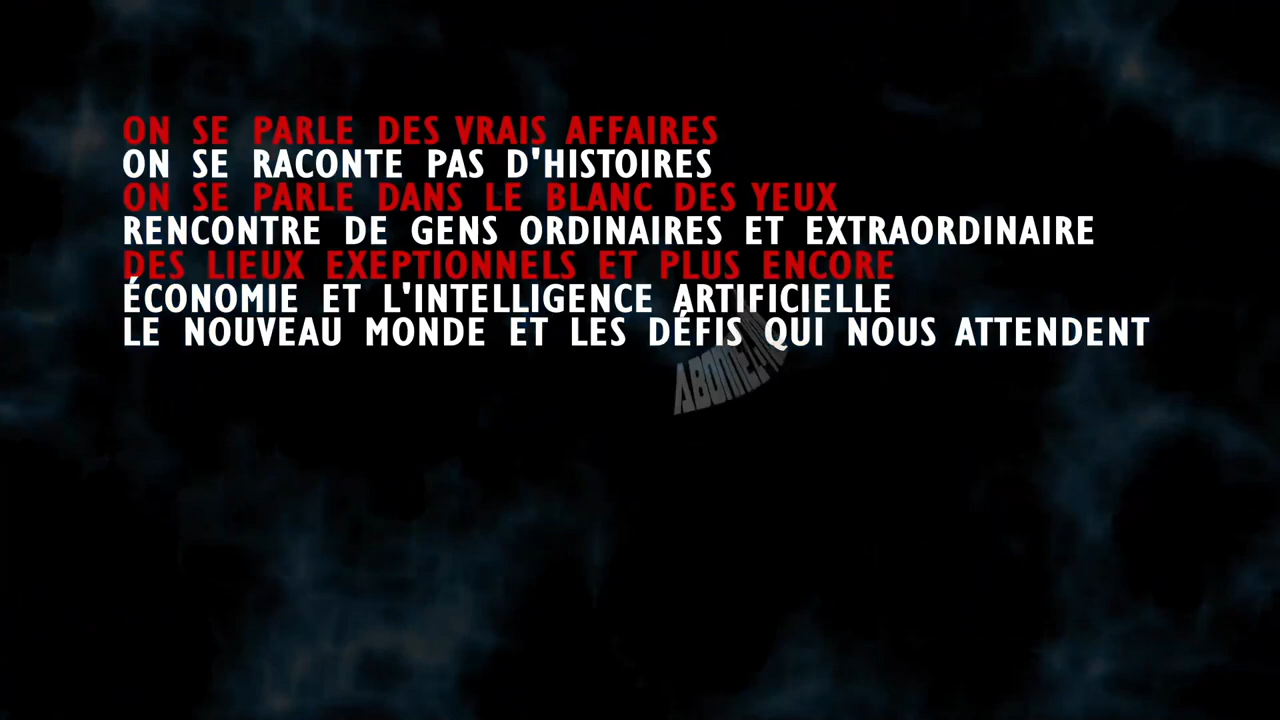 ON SE PARLE DES VRAIS AFFAIRES
ON SE RACONTE PAS D'HISTOIRES
ON SE PARLE DANS LE BLANC DES YEUX
RENCONTRE DE GENS ORDINAIRES ET EXTRAORDINAIRE
DES LIEUX EXEPTIONNELS ET PLUS ENCORE
ÉCONOMIE ET L'INTELLIGENCE ARTIFICIELLE
LE NOUVEAU MONDE ET LES DÉFIS QUI NOUS ATTENDENT